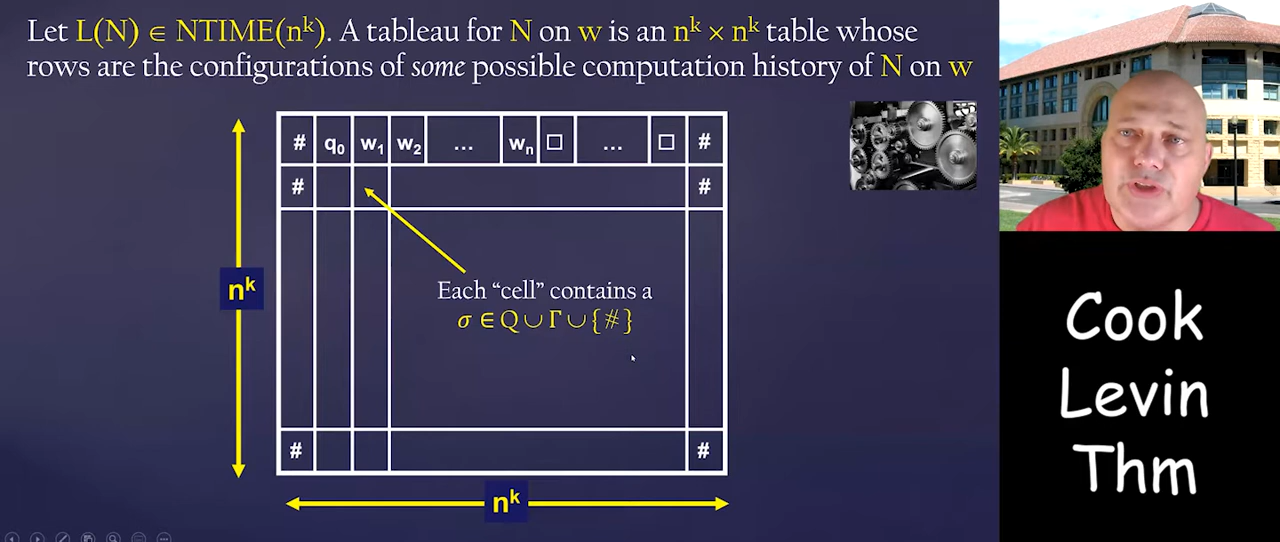 Let L(N) ∈ NTIME(nᵏ). A tableau for N on w is an nᵏ × nᵏ table whose
rows are the configurations of some possible computation history of N on w
# q₀ w₁ w₂ ... wₙ □ ... □ #
# #
nᵏ
Each “cell” contains a
σ ∈ Q ∪ Γ ∪ {#}
# #
nᵏ
Cook
Levin
Thm